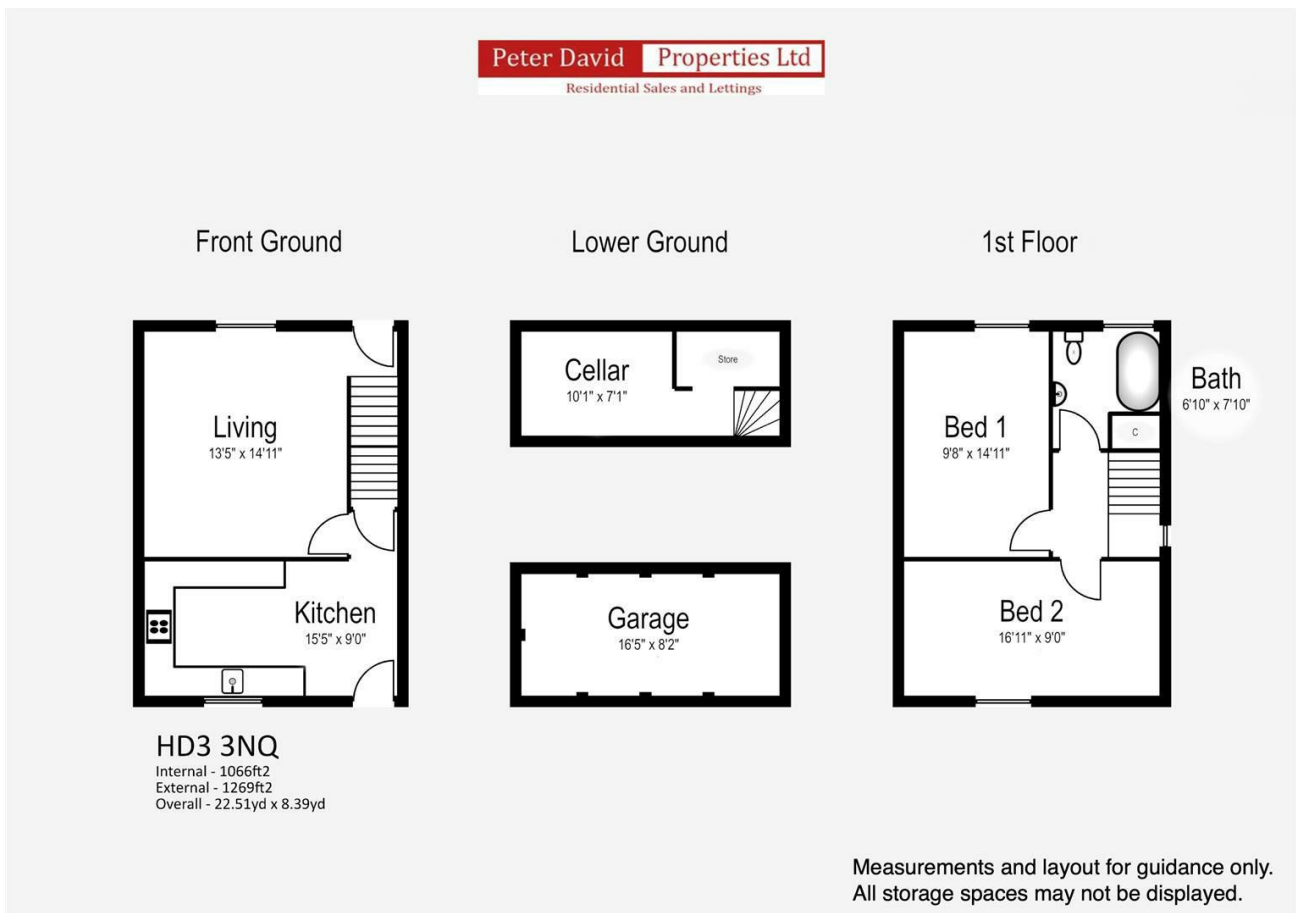 Peter David Properties Ltd
Residential Sales and Lettings
Front Ground
Lower Ground
1st Floor
Living
13'5" x 14'11"
Kitchen
15'5" x 9'0"
Cellar
10'1" x 7'1"
Store
Garage
16'5" x 8'2"
Bed 1
9'8" x 14'11"
Bath
6'10" x 7'10"
C
Bed 2
16'11" x 9'0"
HD3 3NQ
Internal - 1066ft2
External - 1269ft2
Overall - 22.51yd x 8.39yd
Measurements and layout for guidance only.
All storage spaces may not be displayed.